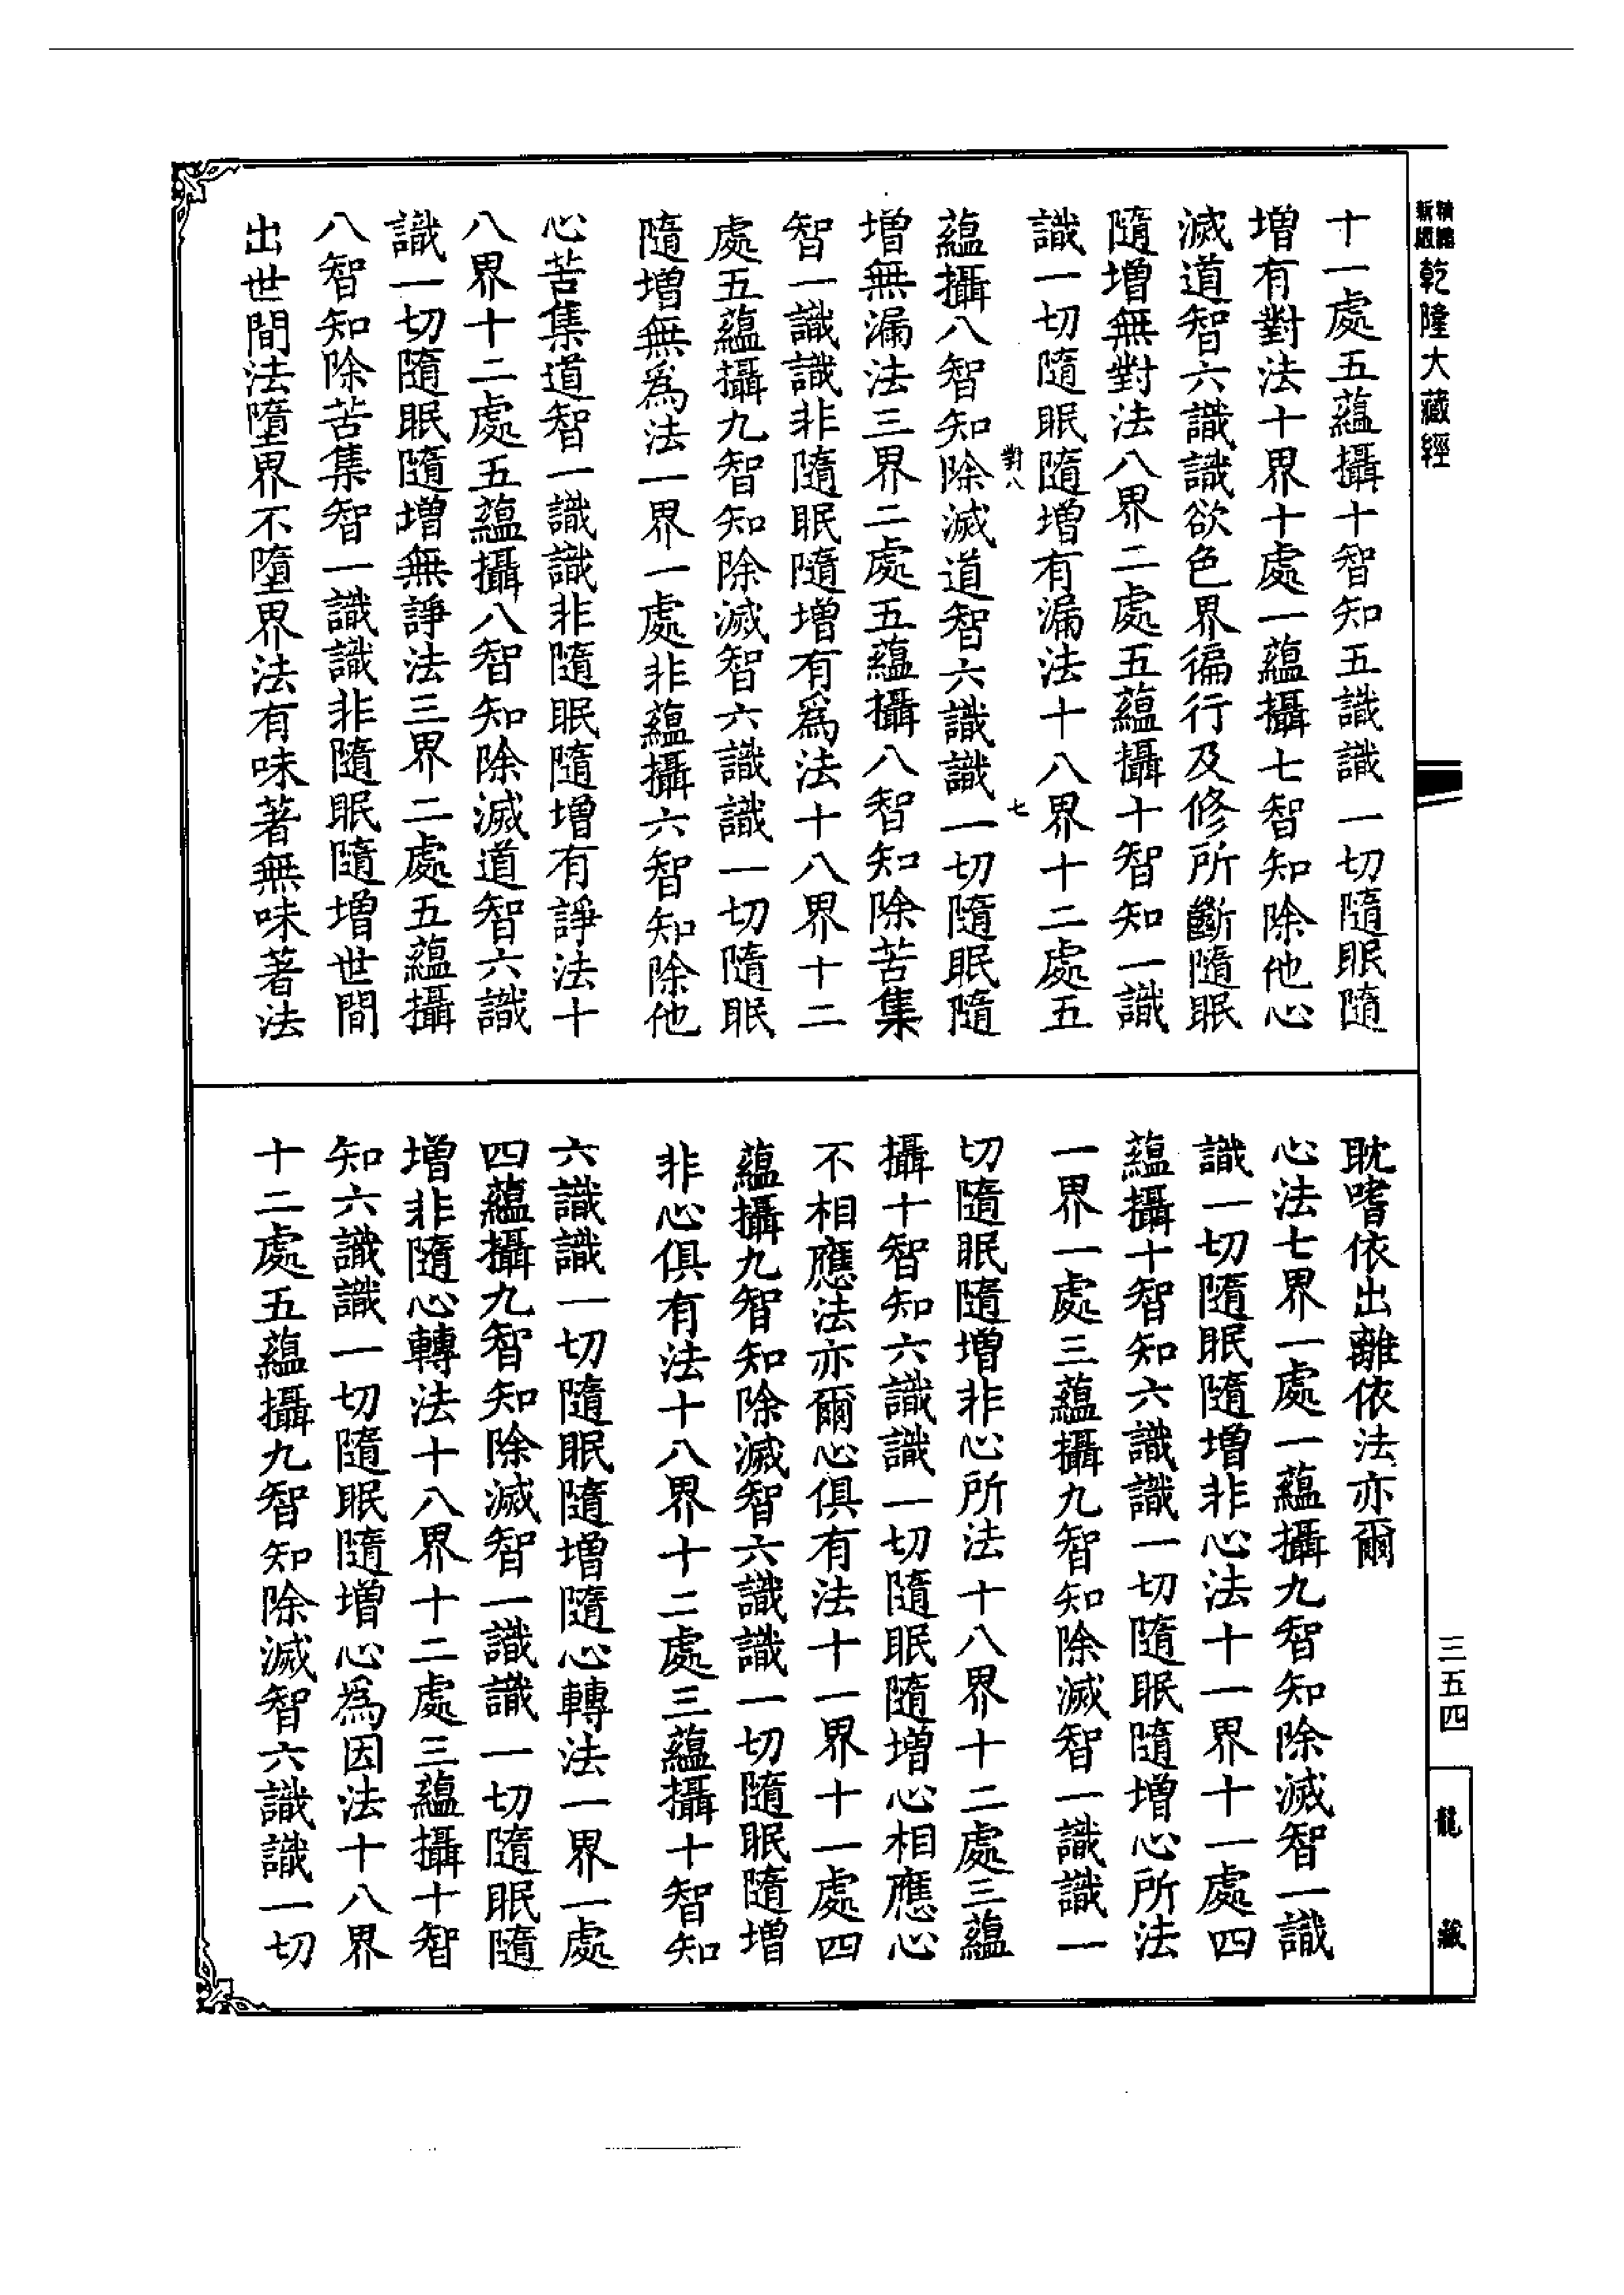 新縮
精縮
乾隆大藏經
十一處五蘊攝十智知五識識一切隨眠隨
增有對法十界十處一蘊攝七智知除他心
滅道智六識識欲色界徧行及修所斷隨眠
隨增無對法八界二處五蘊攝十智知一識
識一切隨眠隨增有漏法十八界十二處五
對八
七
蘊攝八智知除滅道智六識識一切隨眠隨
增無漏法三界二處五蘊攝八智知除苦集
智一識識非隨眠隨增有爲法十八界十二
處五蘊攝九智知除滅智六識識一切隨眠
隨增無爲法一界一處非蘊攝六智知除他
心苦集道智一識識非隨眠隨增有諍法十
八界十二處五蘊攝八智知除滅道智六識
識一切隨眠隨增無諍法三界二處五蘊攝
八智知除苦集智一識識非隨眠隨增世間
出世間法墮界不墮界法有味著無味著法
耽嗜依出離依法亦爾
心法七界一處一蘊攝九智知除滅智一識
識一切隨眠隨增非心法十一界十一處四
蘊攝十智知六識識一切隨眠隨增心所法
一界一處三蘊攝九智知除滅智一識識一
切隨眠隨增非心所法十八界十二處三蘊
攝十智知六識識一切隨眠隨增心相應心
不相應法亦爾心俱有法十一界十一處四
蘊攝九智知除滅智六識識一切隨眠隨增
非心俱有法十八界十二處三蘊攝十智知
六識識一切隨眠隨增隨心轉法一界一處
四蘊攝九智知除滅智一識識一切隨眠隨
增非隨心轉法十八界十二處三蘊攝十智
知六識識一切隨眠隨增心為因法十八界
十二處五蘊攝九智知除滅智六識識一切
三五四
龍藏